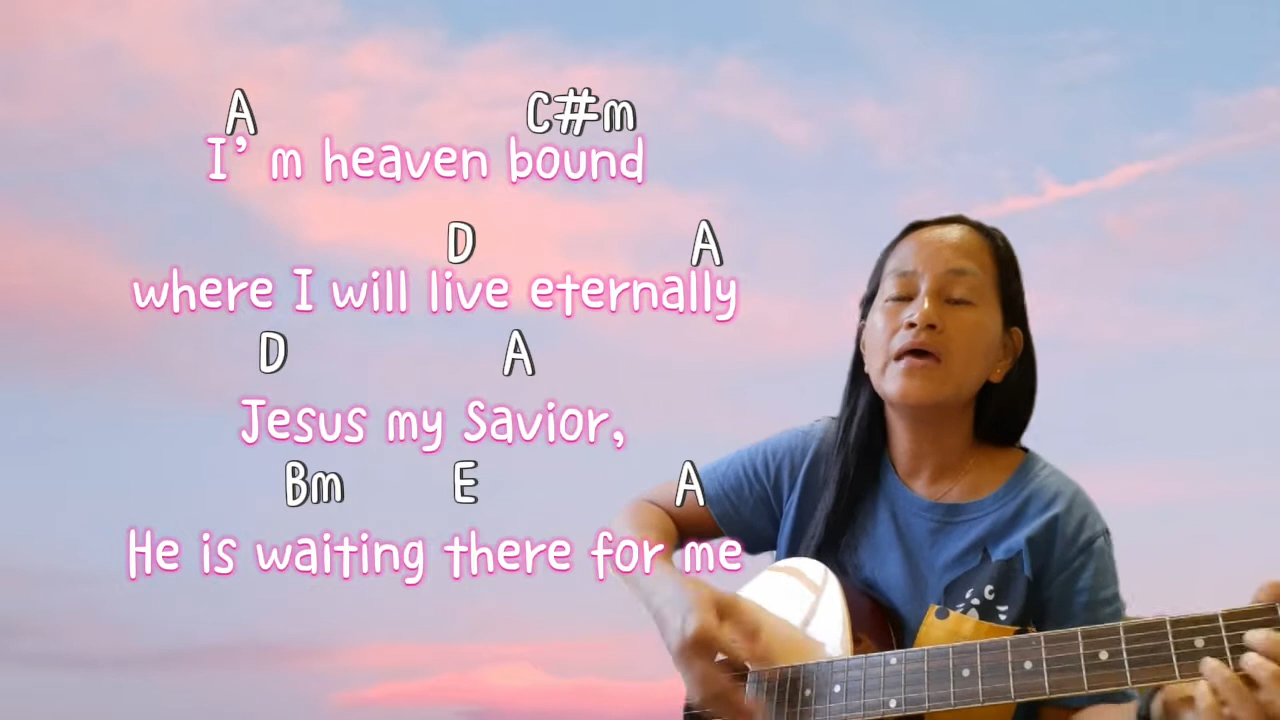 A C#m
I'm heaven bound
D A
where I will live eternally
D A
Jesus my Savior,
Bm E A
He is waiting there for me